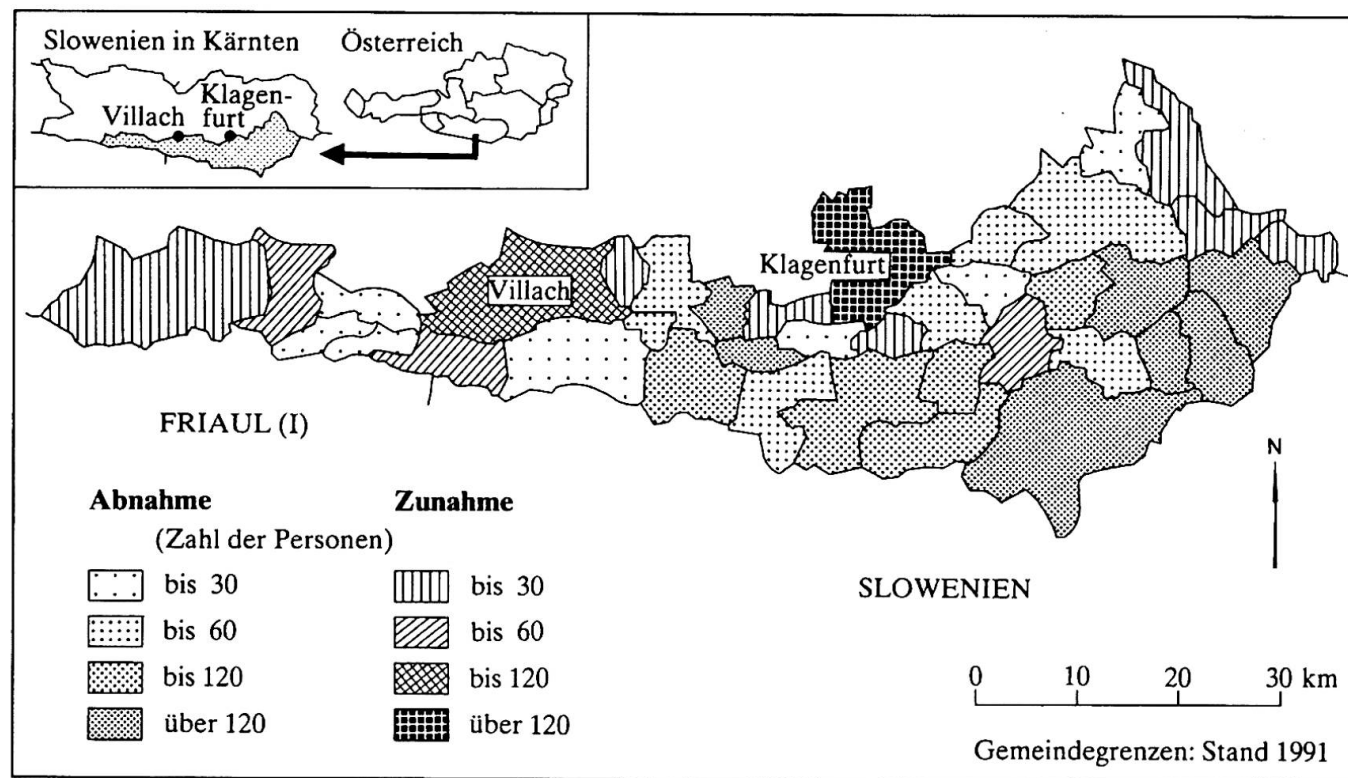 Slowenien in Kärnten
Österreich
Villach
Klagen-
furt
Klagenfurt
Villach
FRIAUL (I)
N
Abnahme
Zunahme
(Zahl der Personen)
bis 30
bis 30
SLOWENIEN
bis 60
bis 60
bis 120
bis 120
0 10 20 30 km
über 120
über 120
Gemeindegrenzen: Stand 1991